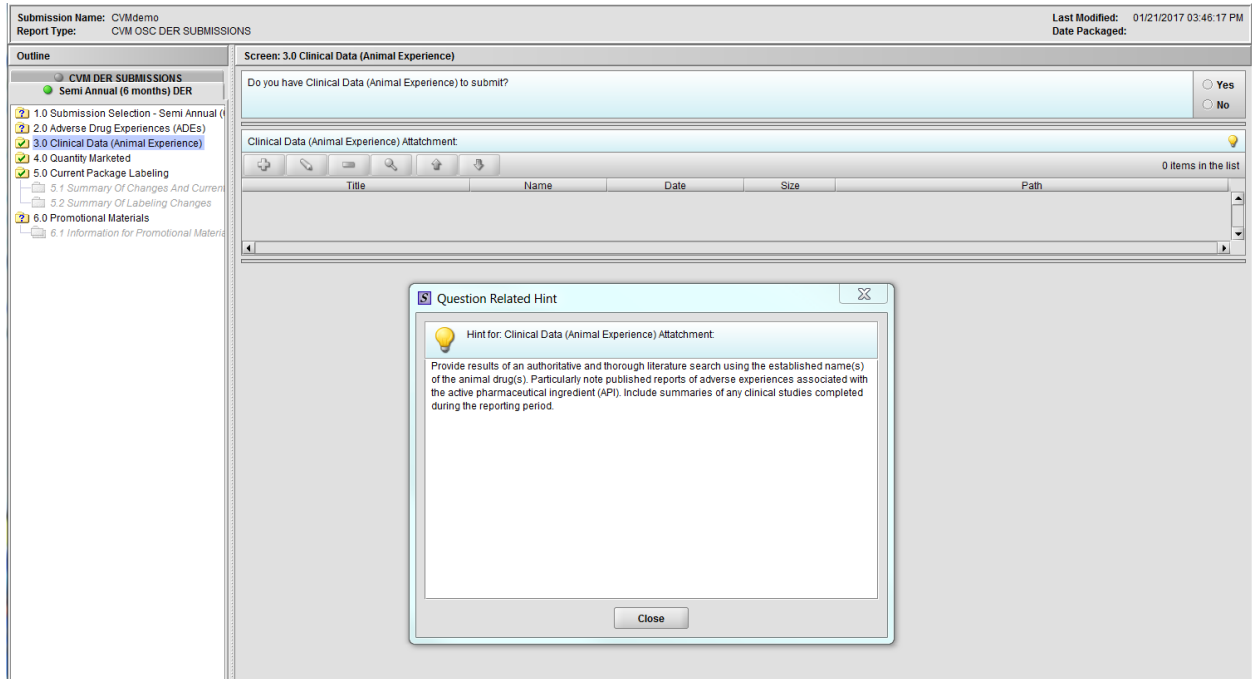 Submission Name: CVMdemo
Last Modified: 01/21/2017 03:46:17 PM
Report Type: CVM OSC DER SUBMISSIONS
Date Packaged:
Outline
CVM DER SUBMISSIONS
Semi Annual (6 months) DER
1.0 Submission Selection - Semi Annual (
2.0 Adverse Drug Experiences (ADEs)
3.0 Clinical Data (Animal Experience)
4.0 Quantity Marketed
5.0 Current Package Labeling
5.1 Summary Of Changes And Current
5.2 Summary Of Labeling Changes
6.0 Promotional Materials
6.1 Information for Promotional Materia
Screen: 3.0 Clinical Data (Animal Experience)
Do you have Clinical Data (Animal Experience) to submit?
Yes
No
Clinical Data (Animal Experience) Attatchment:
0 items in the list
Title Name Date Size Path
S Question Related Hint
Hint for: Clinical Data (Animal Experience) Attatchment:
Provide results of an authoritative and thorough literature search using the established name(s)
of the animal drug(s). Particularly note published reports of adverse experiences associated with
the active pharmaceutical ingredient (API). Include summaries of any clinical studies completed
during the reporting period.
Close